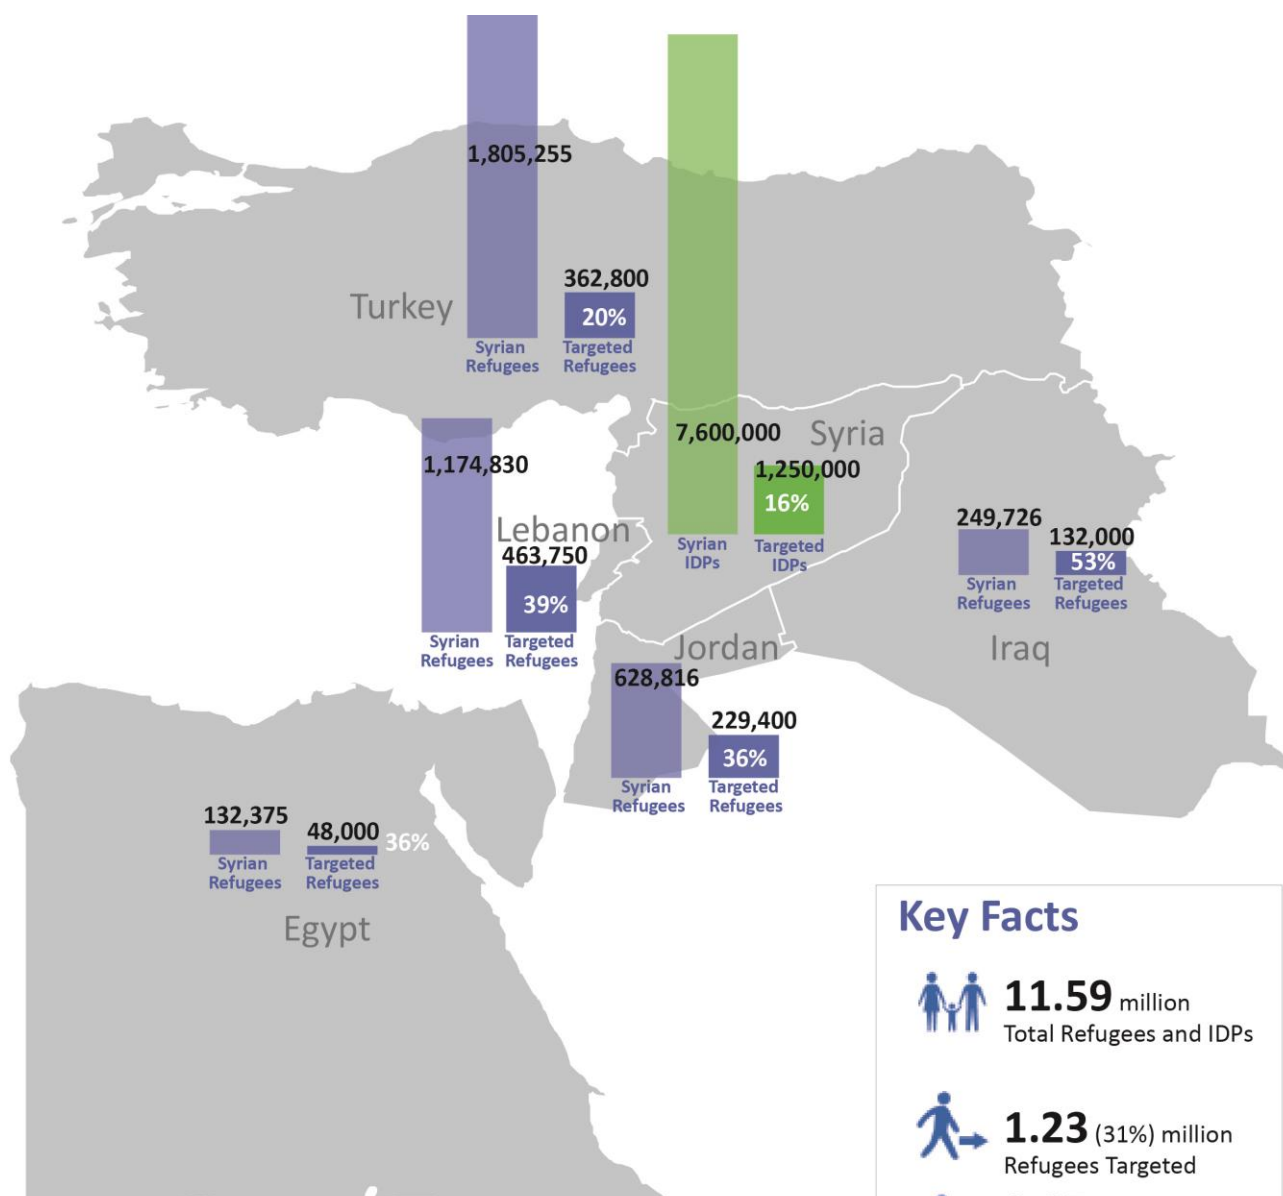 1,805,255
362,800
20%
Turkey
Syrian
Refugees
Targeted
Refugees
7,600,000
Syria
1,250,000
16%
Syrian
IDPs
Targeted
IDPs
1,174,830
Lebanon
463,750
39%
Syrian
Refugees
Targeted
Refugees
249,726
132,000
53%
Syrian
Refugees
Targeted
Refugees
Iraq
Jordan
628,816
229,400
36%
Syrian
Refugees
Targeted
Refugees
132,375
48,000
36%
Syrian
Refugees
Targeted
Refugees
Egypt
Key Facts
11.59 million
Total Refugees and IDPs
1.23 (31%) million
Refugees Targeted